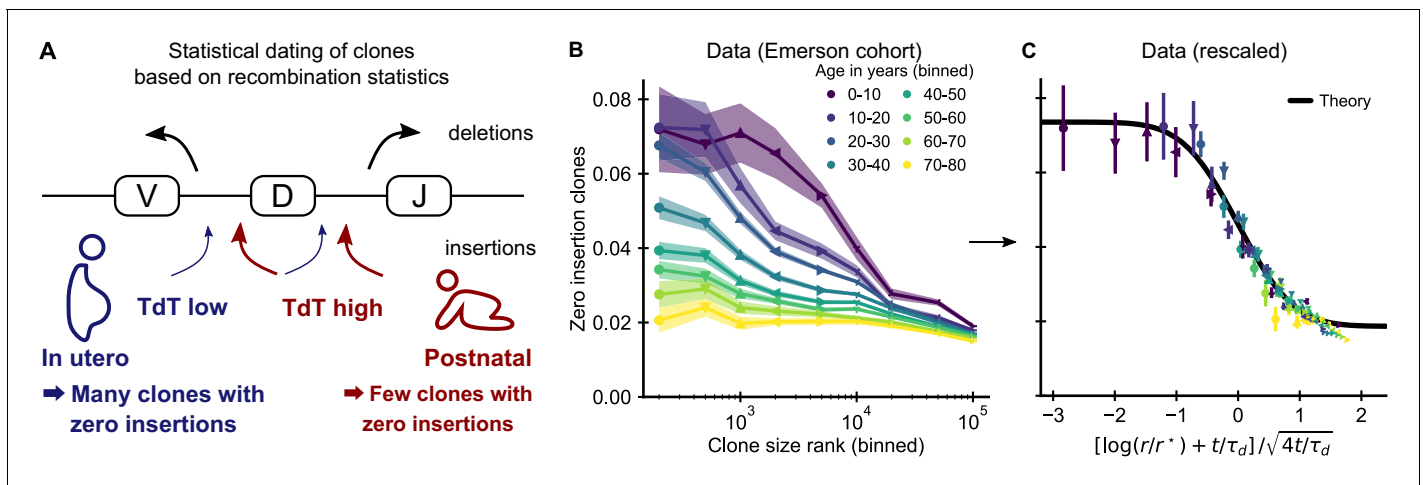 A
Statistical dating of clones
based on recombination statistics
deletions
V
D
J
insertions
TdT low
TdT high
In utero
Postnatal
➡ Many clones with
zero insertions
➡ Few clones with
zero insertions
B
Data (Emerson cohort)
Age in years (binned)
0-10
10-20
20-30
30-40
40-50
50-60
60-70
70-80
Zero insertion clones
0.08
0.06
0.04
0.02
0.00
10³
10⁴
10⁵
Clone size rank (binned)
C
Data (rescaled)
Theory
−3
−2
−1
0
1
2
[log(r/r⋆) + t/τd]/√4t/τd